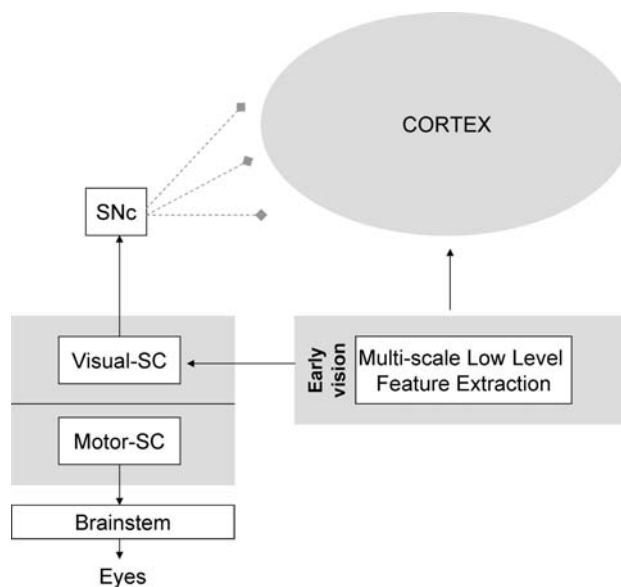 CORTEX
SNc
Visual-SC
Early
vision
Multi-scale Low Level
Feature Extraction
Motor-SC
Brainstem
Eyes